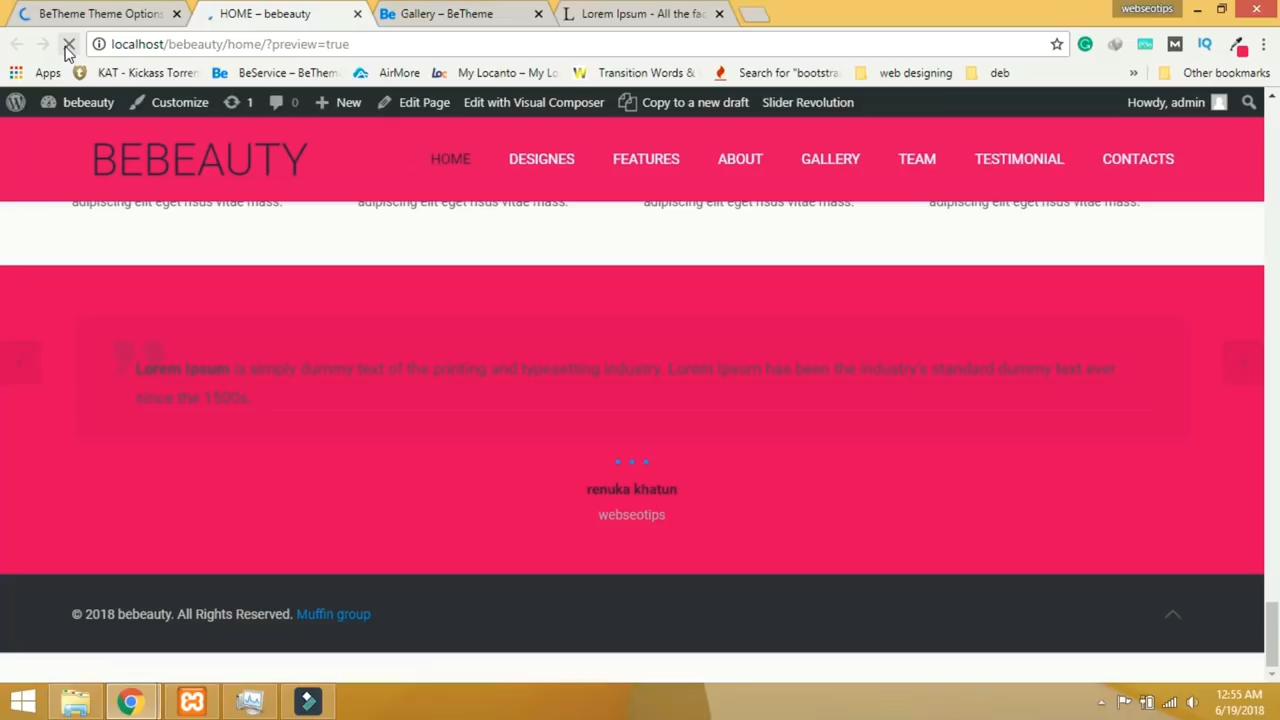 BeTheme Theme Options
HOME – bebeauty
Be Gallery – BeTheme
L Lorem Ipsum - All the fac
webseotips
localhost/bebeauty/home/?preview=true
M IQ
Apps
KAT - Kickass Torren
Be BeService – BeThem
AirMore
Loc My Locanto – My Lo
W Transition Words &
Search for "bootstra
web designing
deb
»
Other bookmarks
bebeauty
Customize
1
0
New
Edit Page
Edit with Visual Composer
Copy to a new draft
Slider Revolution
Howdy, admin
BEBEAUTY
HOME DESIGNES FEATURES ABOUT GALLERY TEAM TESTIMONIAL CONTACTS
adipiscing elit eget risus vitae mass. adipiscing elit eget risus vitae mass. adipiscing elit eget risus vitae mass. adipiscing elit eget risus vitae mass.
Lorem Ipsum is simply dummy text of the printing and typesetting industry. Lorem Ipsum has been the industry's standard dummy text ever
since the 1500s.
renuka khatun
webseotips
© 2018 bebeauty. All Rights Reserved. Muffin group
12:55 AM
6/19/2018